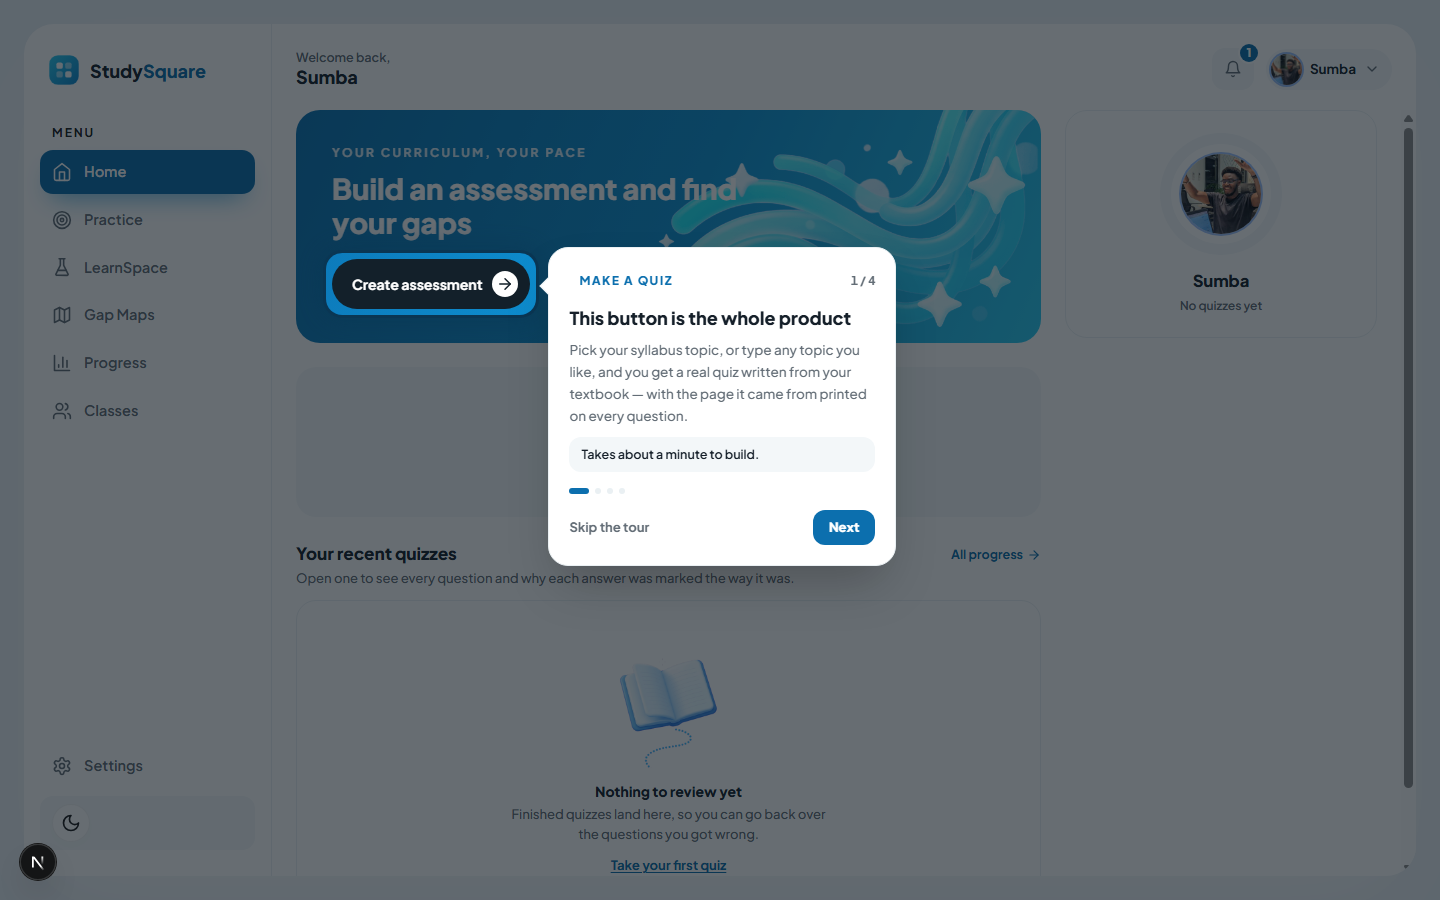 StudySquare
MENU
Home
Practice
LearnSpace
Gap Maps
Progress
Classes
Settings
N
Welcome back,
Sumba
1
Sumba
YOUR CURRICULUM, YOUR PACE
Build an assessment and find
your gaps
Create assessment
MAKE A QUIZ
1/4
This button is the whole product
Pick your syllabus topic, or type any topic you
like, and you get a real quiz written from your
textbook — with the page it came from printed
on every question.
Takes about a minute to build.
Skip the tour
Next
Sumba
No quizzes yet
Your recent quizzes
All progress
Open one to see every question and why each answer was marked the way it was.
Nothing to review yet
Finished quizzes land here, so you can go back over
the questions you got wrong.
Take your first quiz